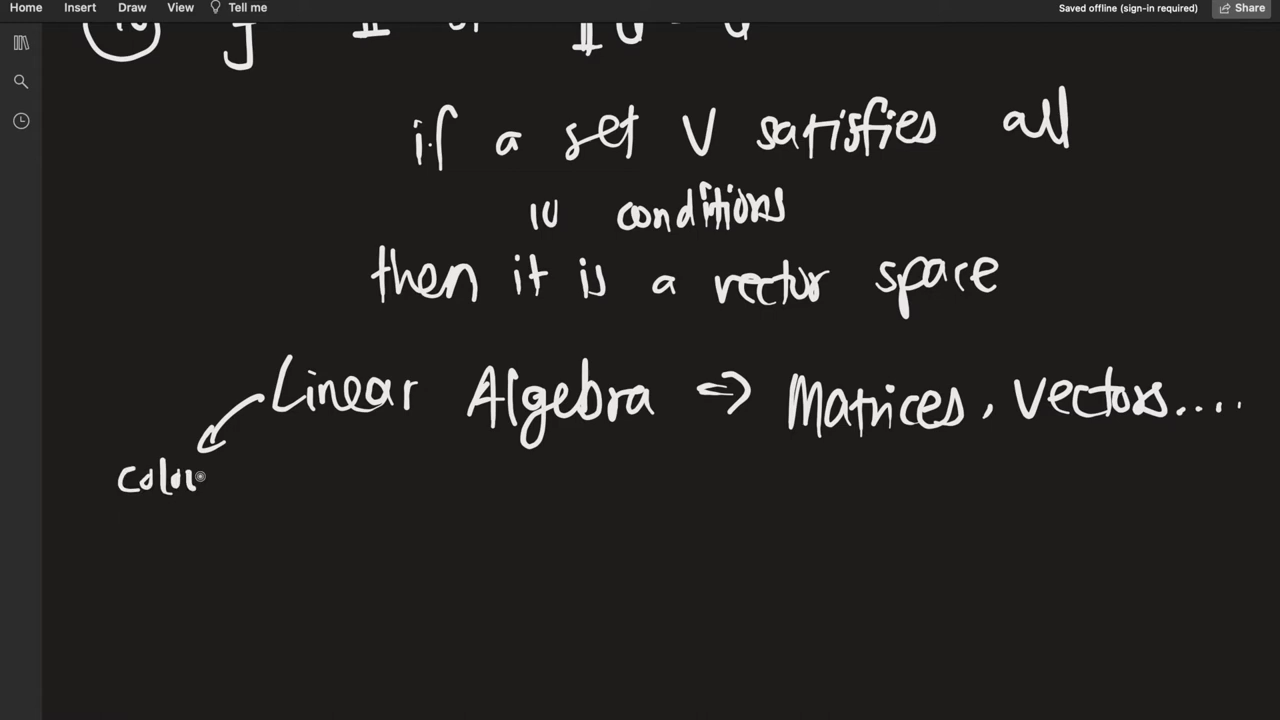 Home Insert Draw View Tell me Saved offline (sign-in required) Share
if a set V satisfies all
10 conditions
then it is a vector space
Linear Algebra => Matrices, Vectors....
color